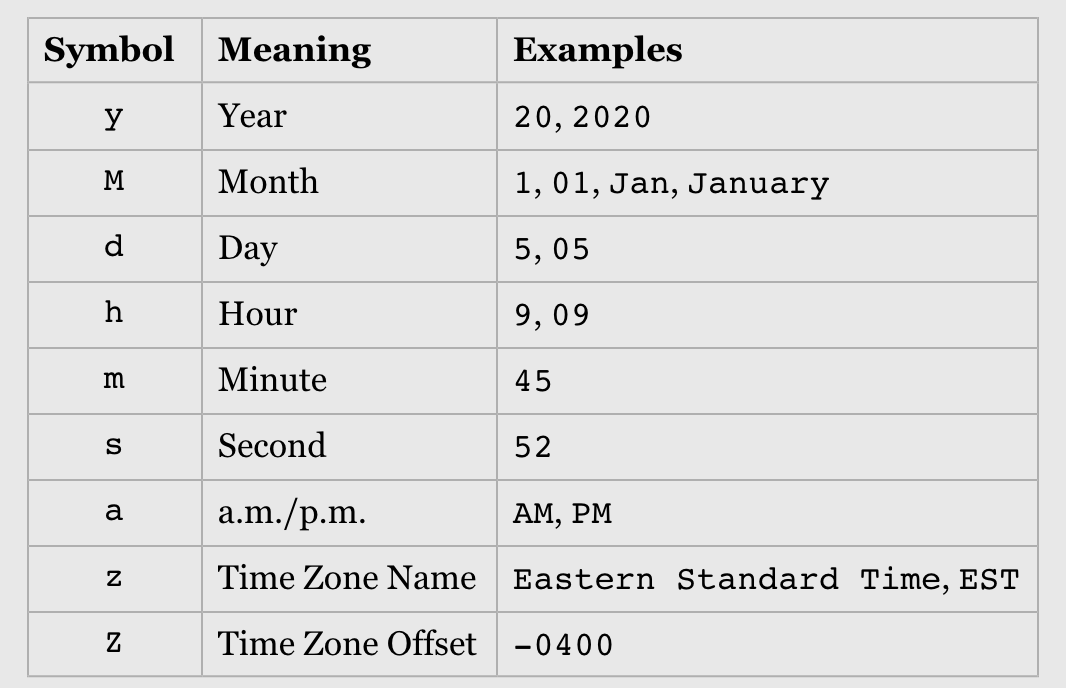 Symbol Meaning Examples
y Year 20, 2020
M Month 1, 01, Jan, January
d Day 5, 05
h Hour 9, 09
m Minute 45
s Second 52
a a.m./p.m. AM, PM
z Time Zone Name Eastern Standard Time, EST
Z Time Zone Offset -0400